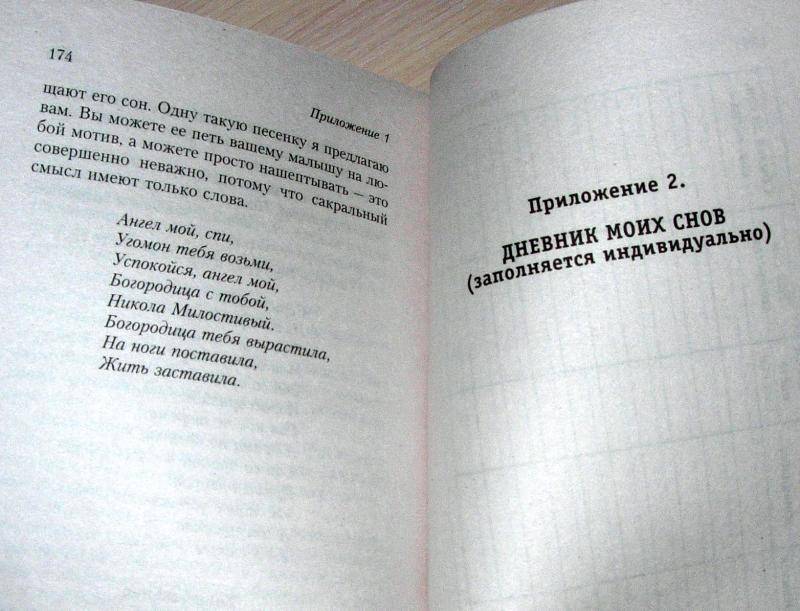 174
Приложение 1
щают его сон. Одну такую песенку я предлагаю
вам. Вы можете ее петь вашему малышу на лю-
бой мотив, а можете просто нашептывать — это
совершенно неважно, потому что сакральный
смысл имеют только слова.
Ангел мой, спи,
Угомон тебя возьми,
Успокойся, ангел мой,
Богородица с тобой,
Никола Милостивый.
Богородица тебя вырастила,
На ноги поставила,
Жить заставила.
Приложение 2.
ДНЕВНИК МОИХ СНОВ
(заполняется индивидуально)